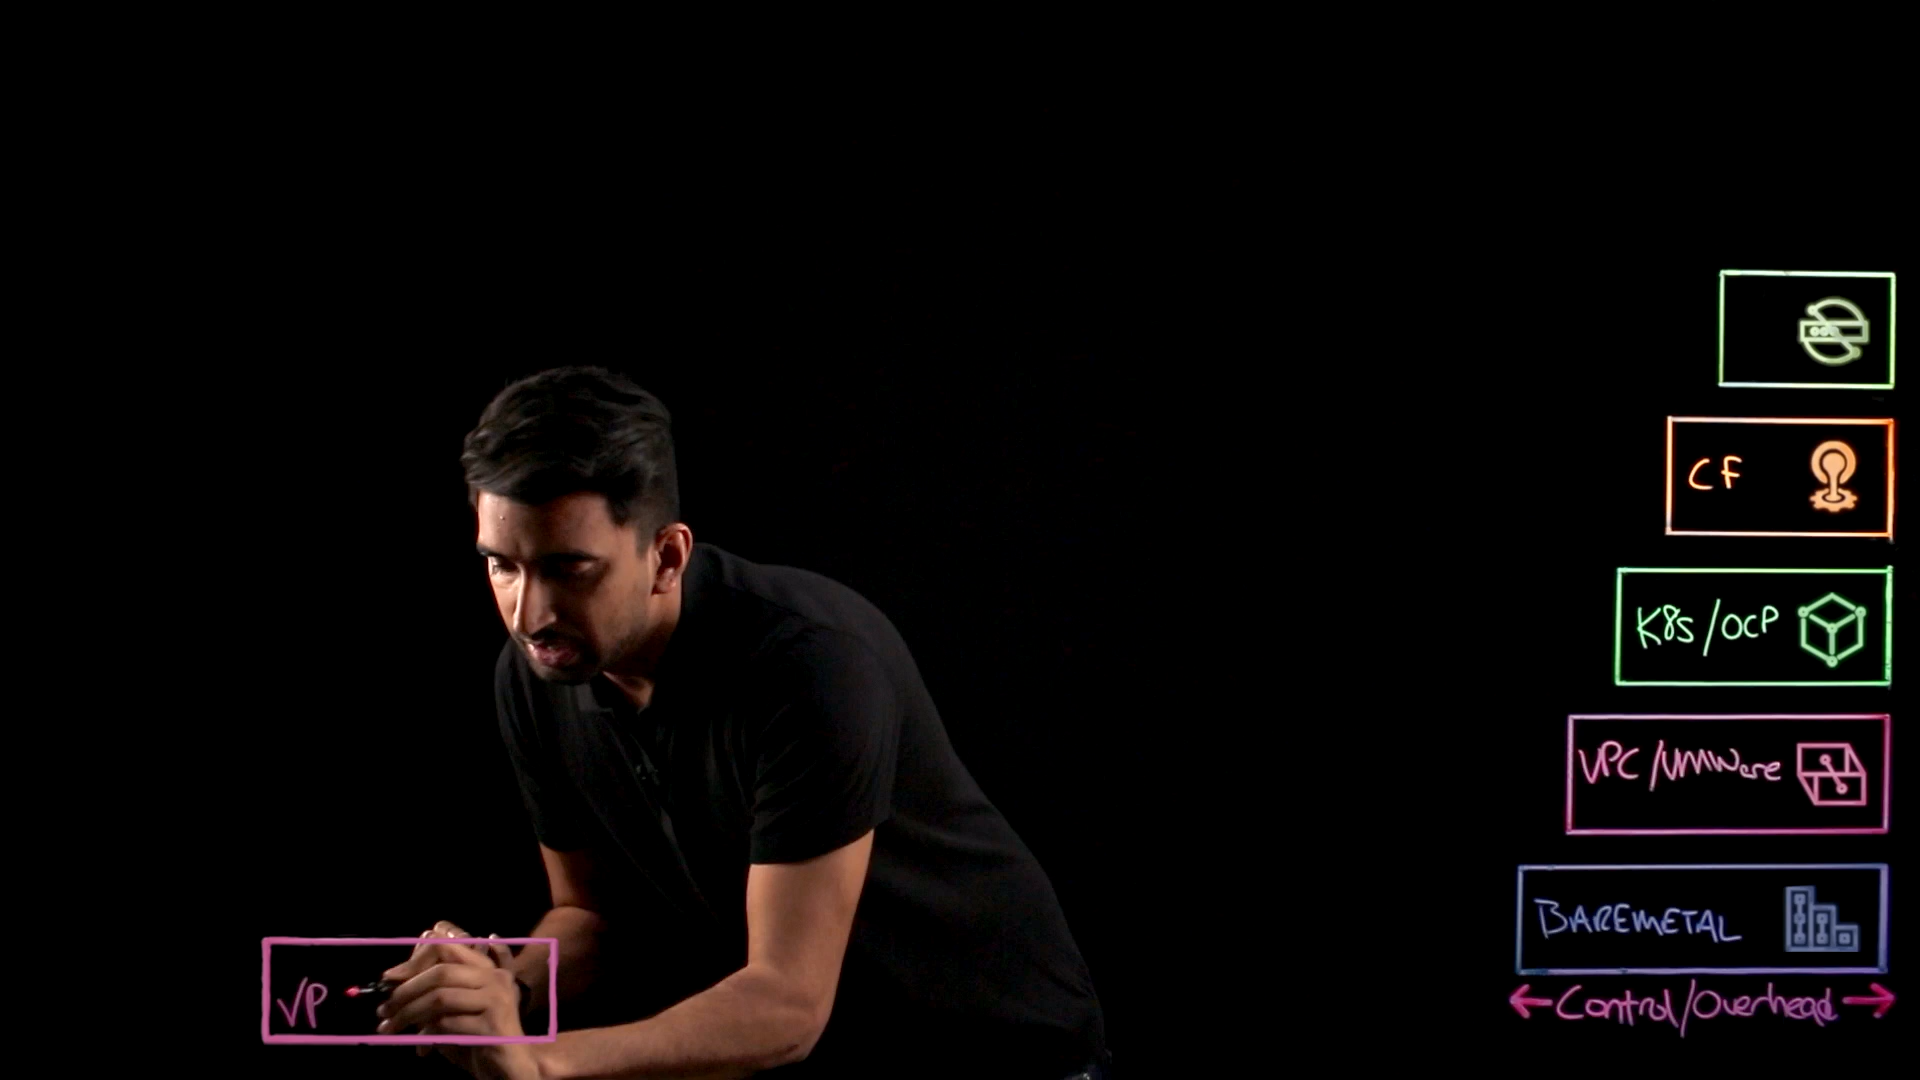 CF
K8s/OCP
VPC/VMWare
BAREMETAL
VP
Control/Overhead